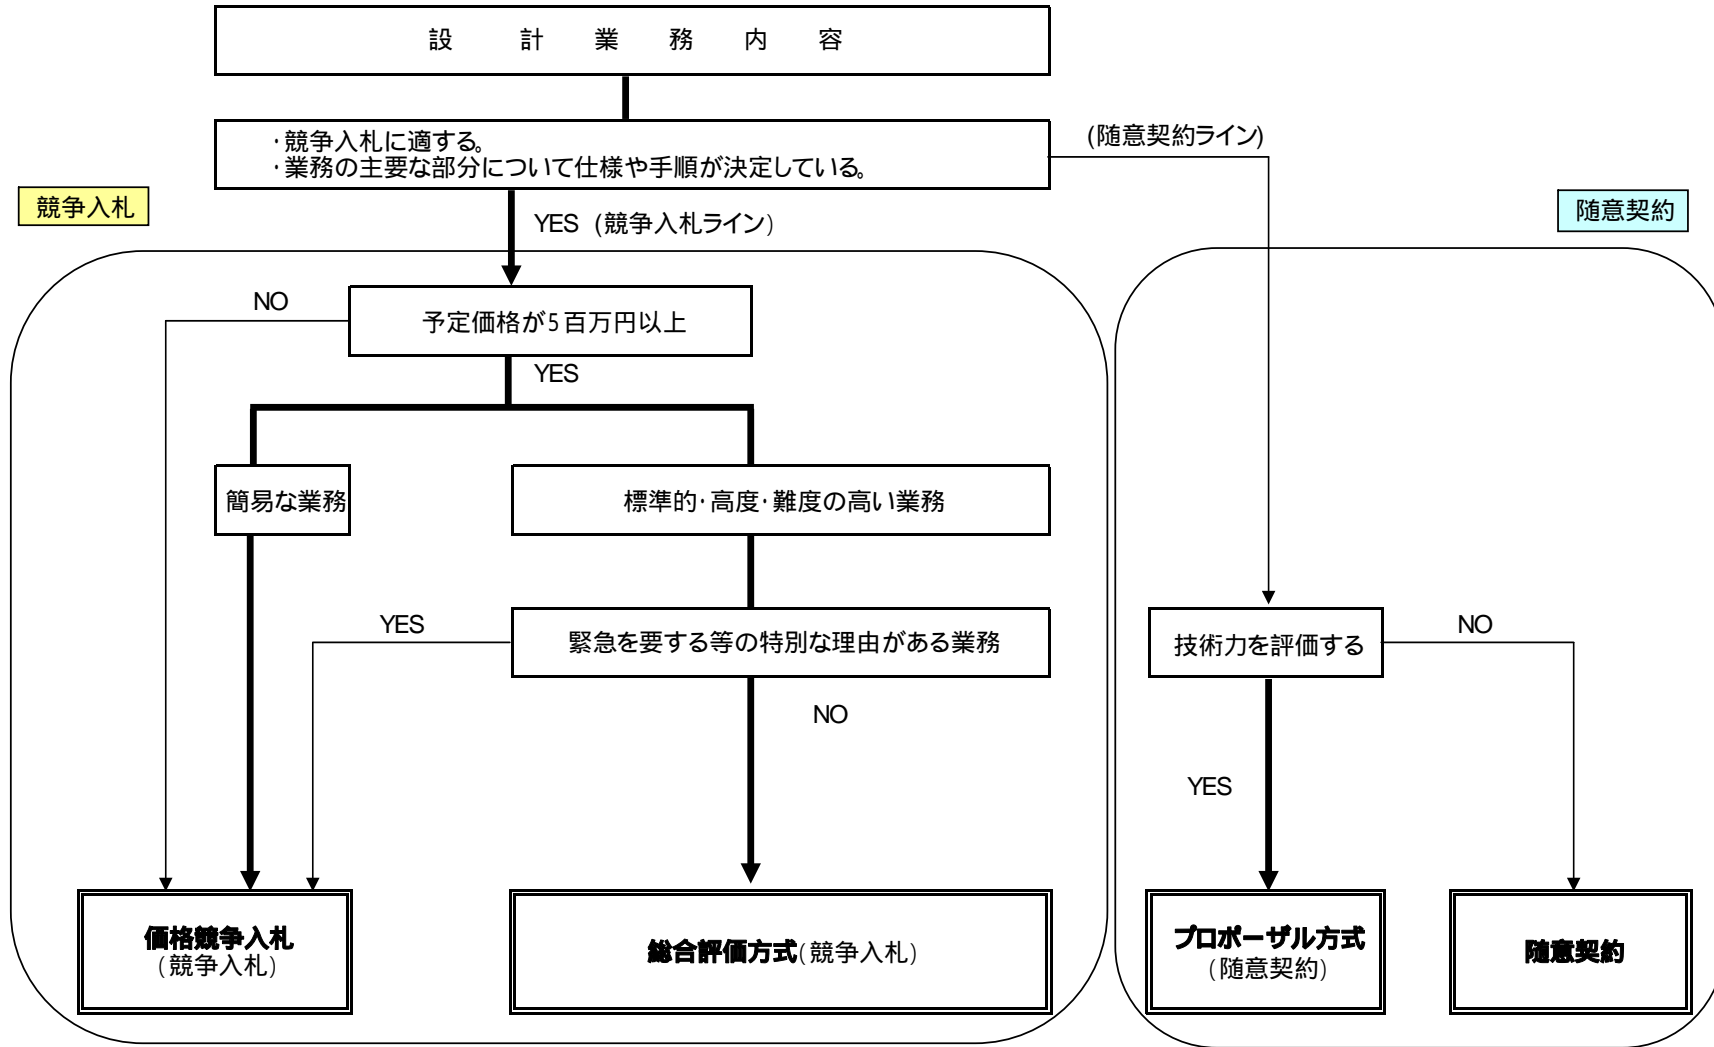 設 計 業 務 内 容
・競争入札に適する。
・業務の主要な部分について仕様や手順が決定している。
(随意契約ライン)
競争入札
随意契約
YES (競争入札ライン)
NO
予定価格が5百万円以上
YES
簡易な業務
標準的・高度・難度の高い業務
YES
緊急を要する等の特別な理由がある業務
技術力を評価する
NO
NO
YES
価格競争入札
(競争入札)
総合評価方式(競争入札)
プロポーザル方式
(随意契約)
随意契約